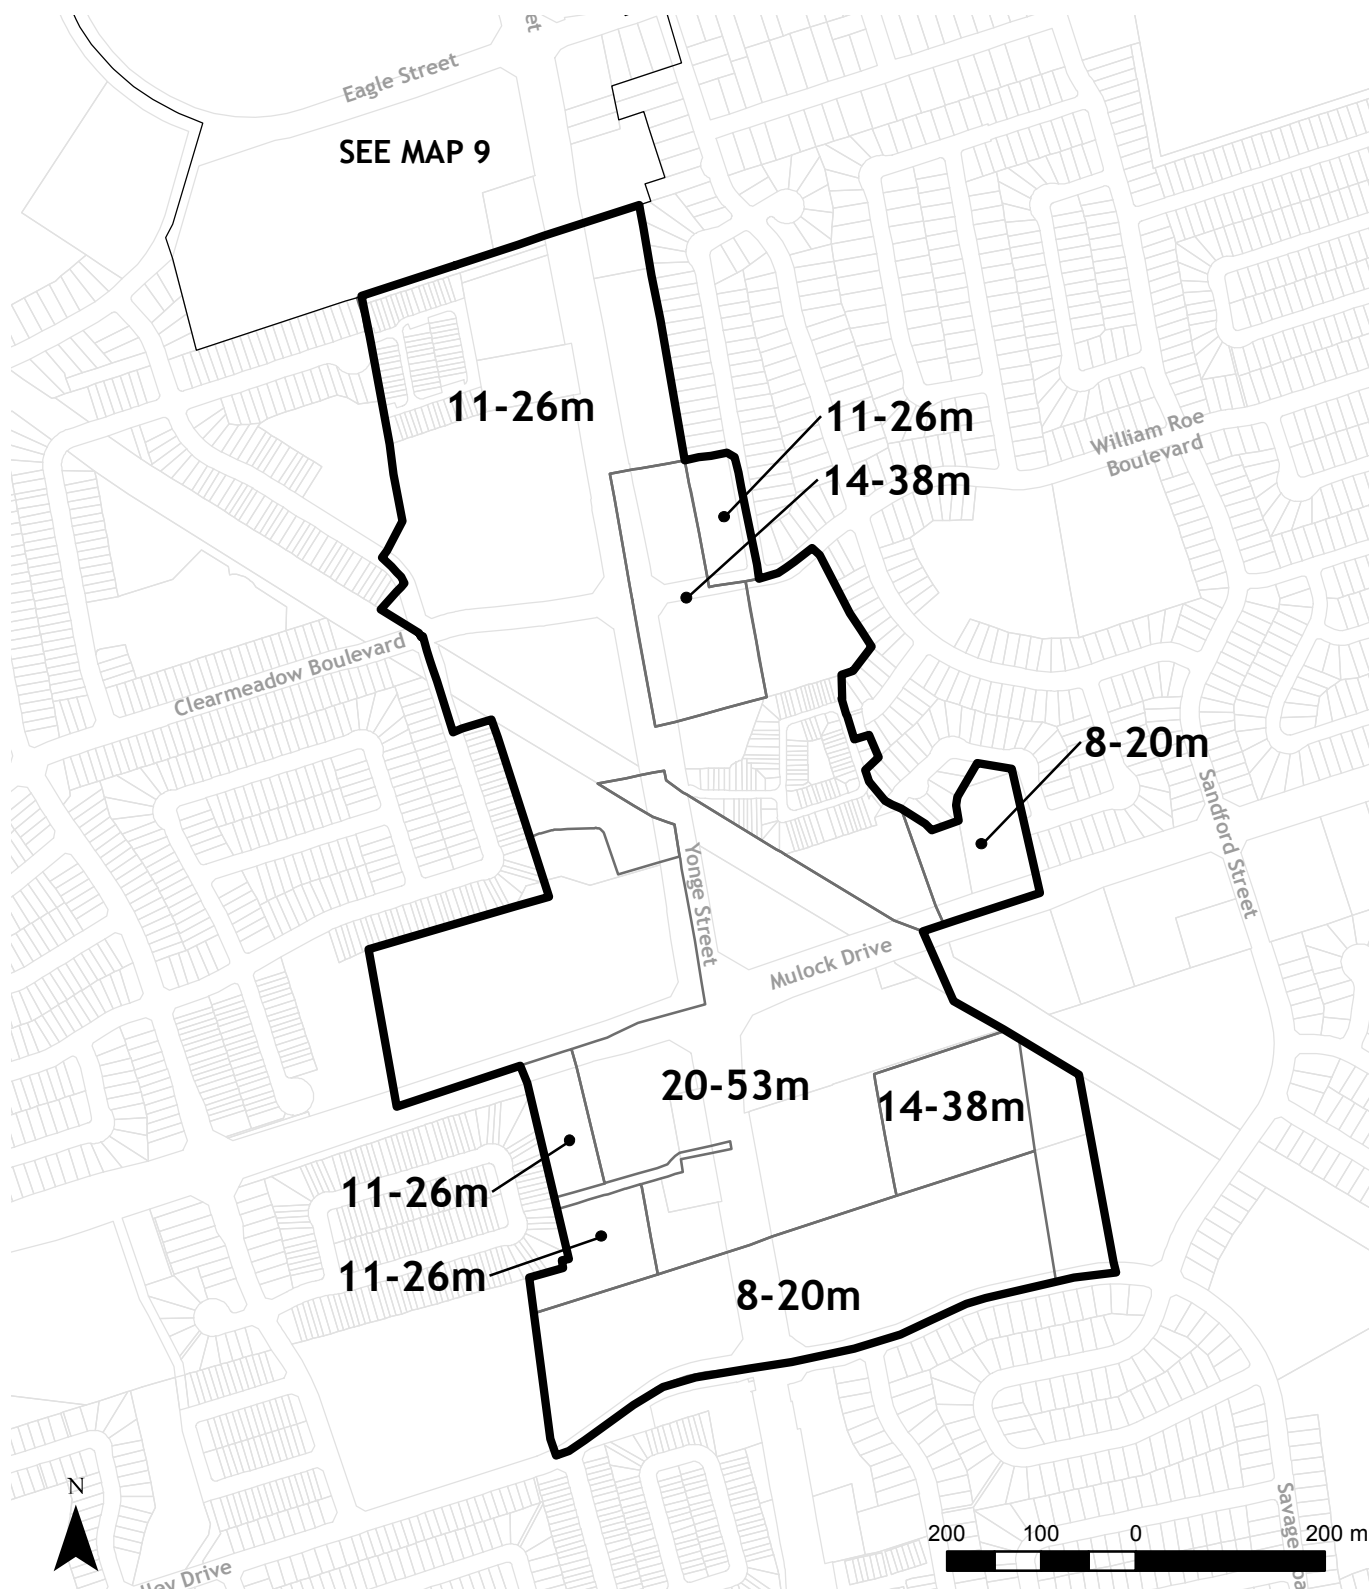 Eagle Street
SEE MAP 9
11-26m
11-26m
14-38m
William Roe
Boulevard
Clearmeadow Boulevard
8-20m
Sandford Street
Yonge Street
Mulock Drive
20-53m
14-38m
11-26m
11-26m
8-20m
N
Savage
200 100 0 200 m
Drive